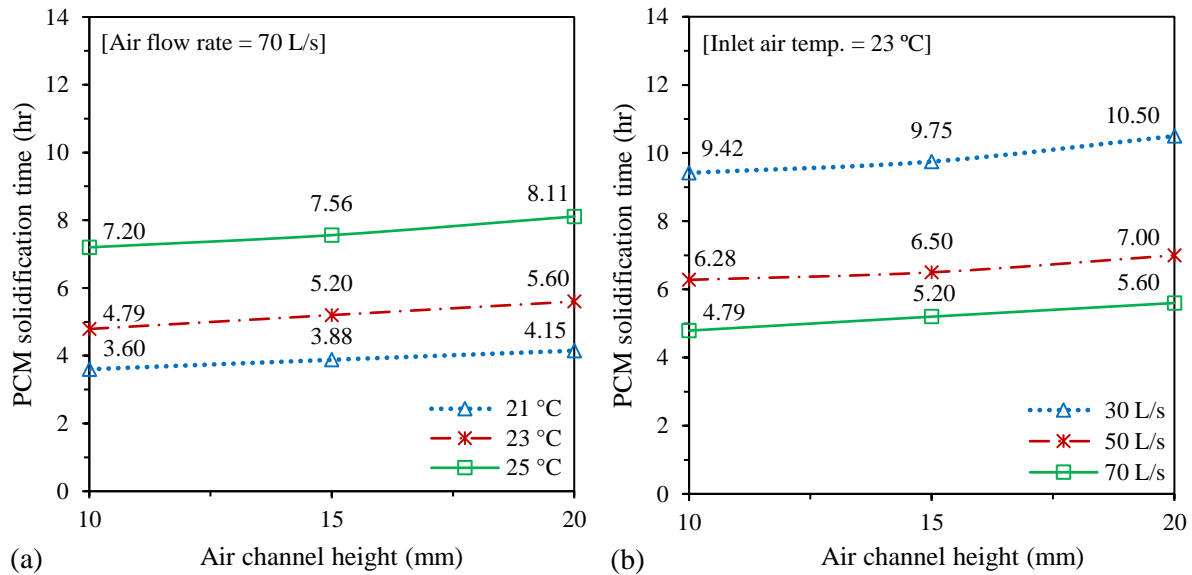 [Air flow rate = 70 L/s]
PCM solidification time (hr)
14
12
10
8
6
4
2
0
7.20
7.56
8.11
4.79
5.20
5.60
3.60
3.88
4.15
21 °C
23 °C
25 °C
10
15
20
(a)
Air channel height (mm)
[Inlet air temp. = 23 ºC]
PCM solidification time (hr)
14
12
10
8
6
4
2
0
9.42
9.75
10.50
6.28
6.50
7.00
4.79
5.20
5.60
30 L/s
50 L/s
70 L/s
10
15
20
(b)
Air channel height (mm)